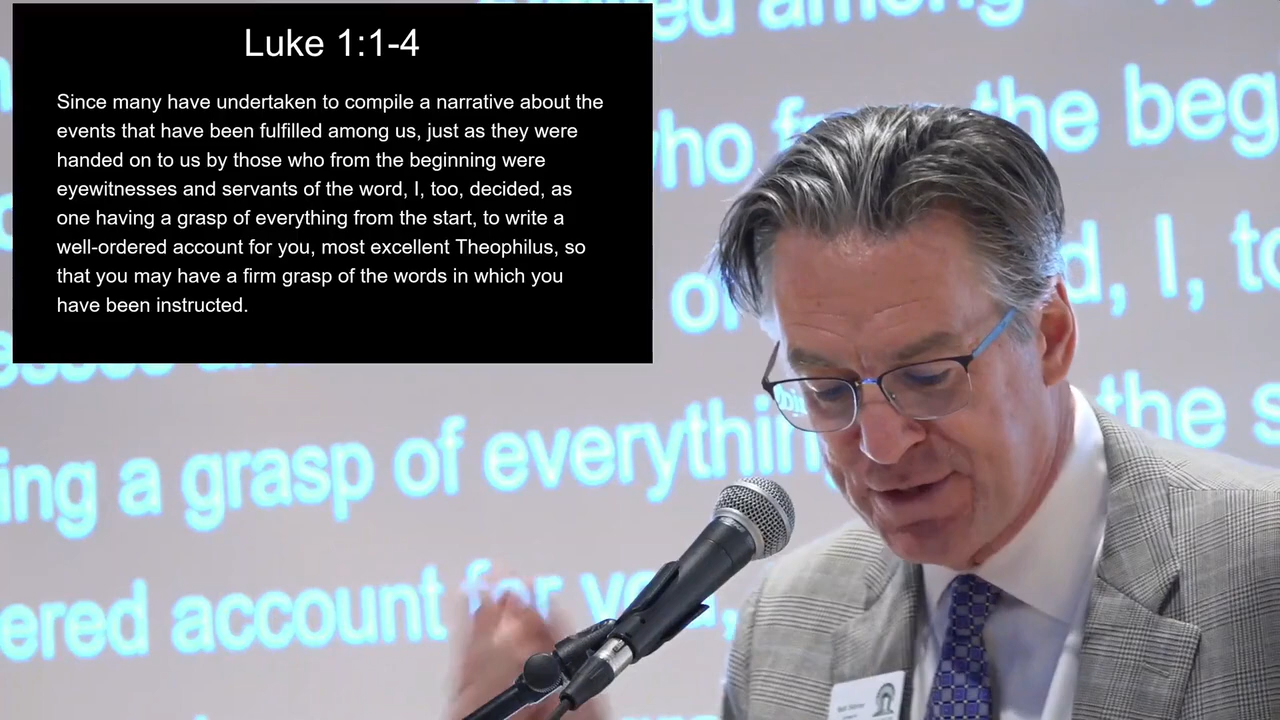 Luke 1:1-4
Since many have undertaken to compile a narrative about the
events that have been fulfilled among us, just as they were
handed on to us by those who from the beginning were
eyewitnesses and servants of the word, I, too, decided, as
one having a grasp of everything from the start, to write a
well-ordered account for you, most excellent Theophilus, so
that you may have a firm grasp of the words in which you
have been instructed.
ed among
who from the beg
of d, I, to
ing a grasp of everything the s
ered account for you,